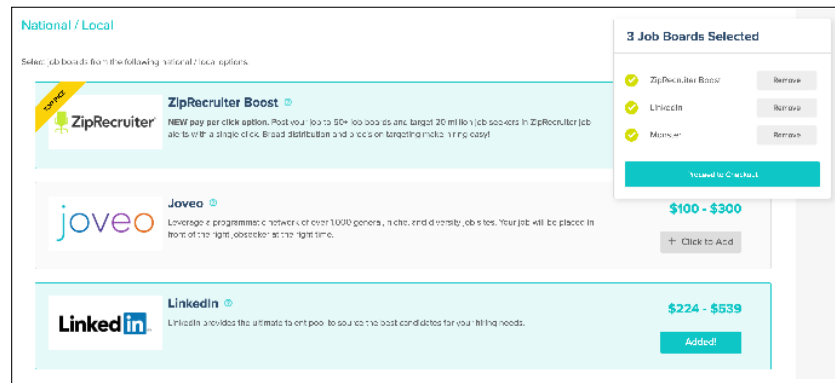 National / Local
Select job boards from the following national / local options
TOP PICK
ZipRecruiter
ZipRecruiter Boost
NEW pay per click option. Post your job to 50+ job boards and target 20 million job seekers in ZipRecruiter job
alerts with a single click. Broad distribution and precision targeting make hiring easy!
3 Job Boards Selected
ZipRecruiter Boost Remove
LinkedIn Remove
Monster Remove
Proceed to Checkout
joveo
Joveo
Leverage a programmatic network of over 1,000 general, niche, and diversity job sites. Your job will be placed in
front of the right jobseeker at the right time.
$100 - $300
+ Click to Add
Linked in
LinkedIn
LinkedIn provides the ultimate talent pool to source the best candidates for your hiring needs.
$224 - $539
Added!